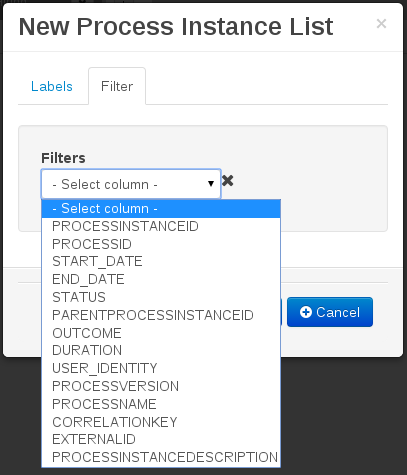 New Process Instance List
×
Labels
Filter
Filters
- Select column -
- Select column -
PROCESSINSTANCEID
PROCESSID
START_DATE
END_DATE
STATUS
PARENTPROCESSINSTANCEID
OUTCOME
DURATION
USER_IDENTITY
PROCESSVERSION
PROCESSNAME
CORRELATIONKEY
EXTERNALID
PROCESSINSTANCEDESCRIPTION
Cancel